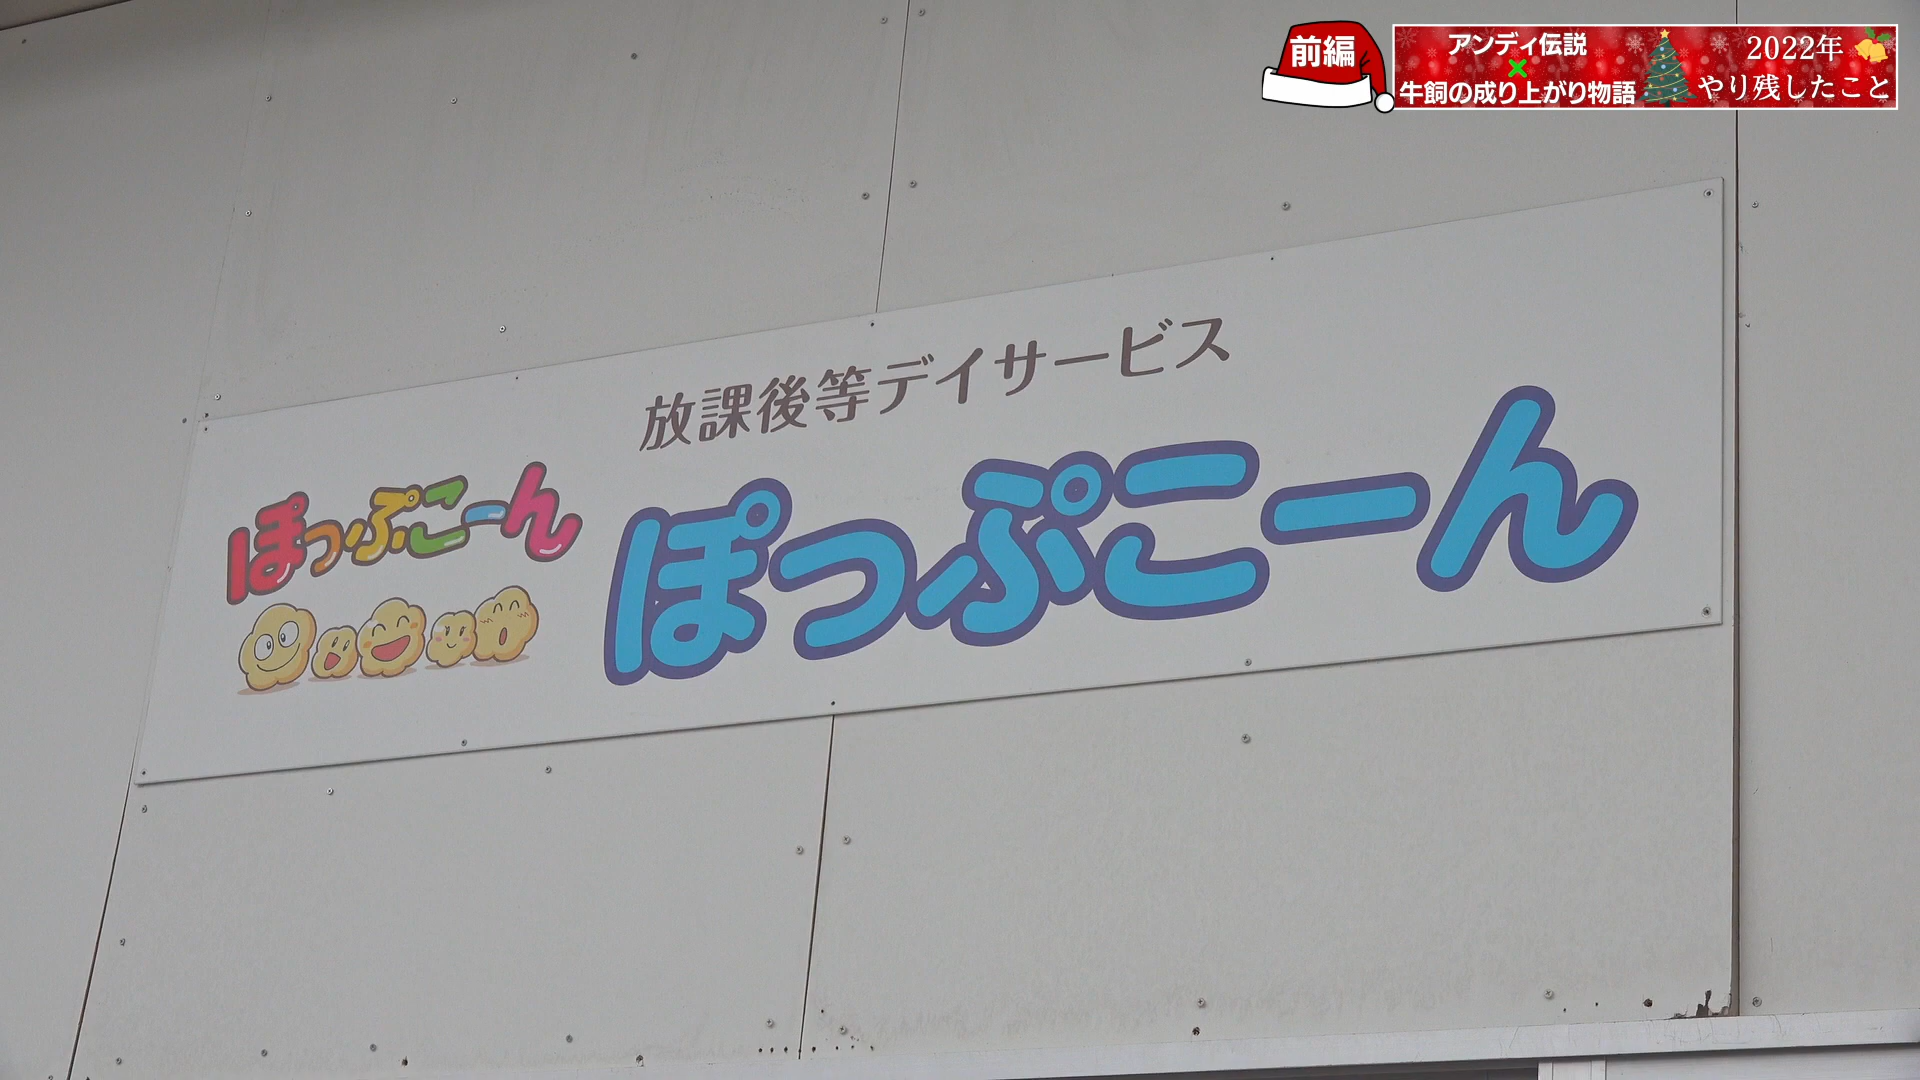 前編
アンディ伝説
×
牛飼の成り上がり物語
2022年
やり残したこと
放課後等デイサービス
ぽっぷこーん
ぽっぷこーん